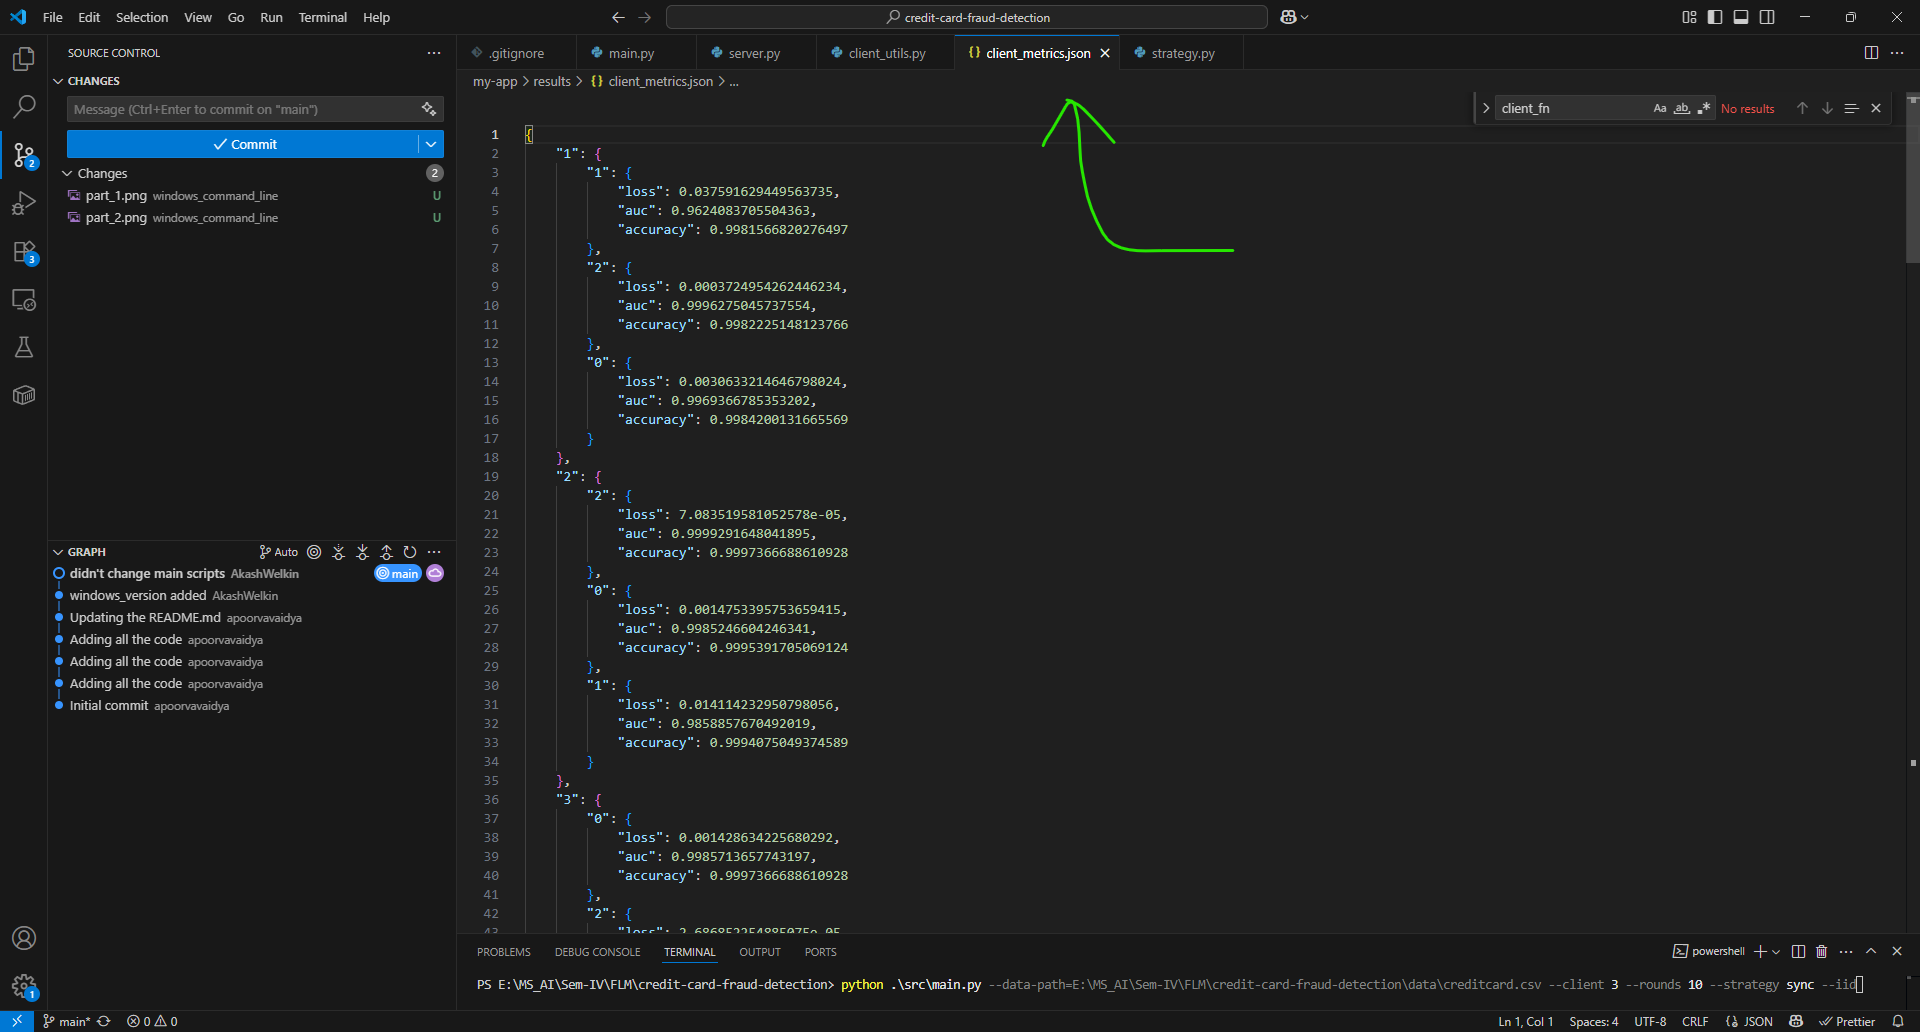 File Edit Selection View Go Run Terminal Help
credit-card-fraud-detection
SOURCE CONTROL
CHANGES
Message (Ctrl+Enter to commit on "main")
Commit
Changes 2
part_1.png windows_command_line U
part_2.png windows_command_line U
2
3
GRAPH Auto
didn't change main scripts AkashWelkin main
windows_version added AkashWelkin
Updating the README.md apoorvavaidya
Adding all the code apoorvavaidya
Adding all the code apoorvavaidya
Adding all the code apoorvavaidya
Initial commit apoorvavaidya
1
.gitignore main.py server.py client_utils.py client_metrics.json strategy.py
my-app > results > {} client_metrics.json > ...
client_fn Aa ab .* No results
1 {
2 "1": {
3 "1": {
4 "loss": 0.037591629449563735,
5 "auc": 0.9624083705504363,
6 "accuracy": 0.9981566820276497
7 },
8 "2": {
9 "loss": 0.0003724954262446234,
10 "auc": 0.9996275045737554,
11 "accuracy": 0.9982225148123766
12 },
13 "0": {
14 "loss": 0.0030633214646798024,
15 "auc": 0.9969366785353202,
16 "accuracy": 0.9984200131665569
17 }
18 },
19 "2": {
20 "2": {
21 "loss": 7.083519581052578e-05,
22 "auc": 0.9999291648041895,
23 "accuracy": 0.9997366688610928
24 },
25 "0": {
26 "loss": 0.0014753395753659415,
27 "auc": 0.9985246604246341,
28 "accuracy": 0.9995391705069124
29 },
30 "1": {
31 "loss": 0.014114232950798056,
32 "auc": 0.9858857670492019,
33 "accuracy": 0.9994075049374589
34 }
35 },
36 "3": {
37 "0": {
38 "loss": 0.001428634225680292,
39 "auc": 0.9985713657743197,
40 "accuracy": 0.9997366688610928
41 },
42 "2": {
43 "loss":
PROBLEMS DEBUG CONSOLE TERMINAL OUTPUT PORTS
powershell
PS E:\MS_AI\Sem-IV\FLM\credit-card-fraud-detection> python .\src\main.py --data-path=E:\MS_AI\Sem-IV\FLM\credit-card-fraud-detection\data\creditcard.csv --client 3 --rounds 10 --strategy sync --iid
main* 0 0
Ln 1, Col 1 Spaces: 4 UTF-8 CRLF {} JSON Prettier